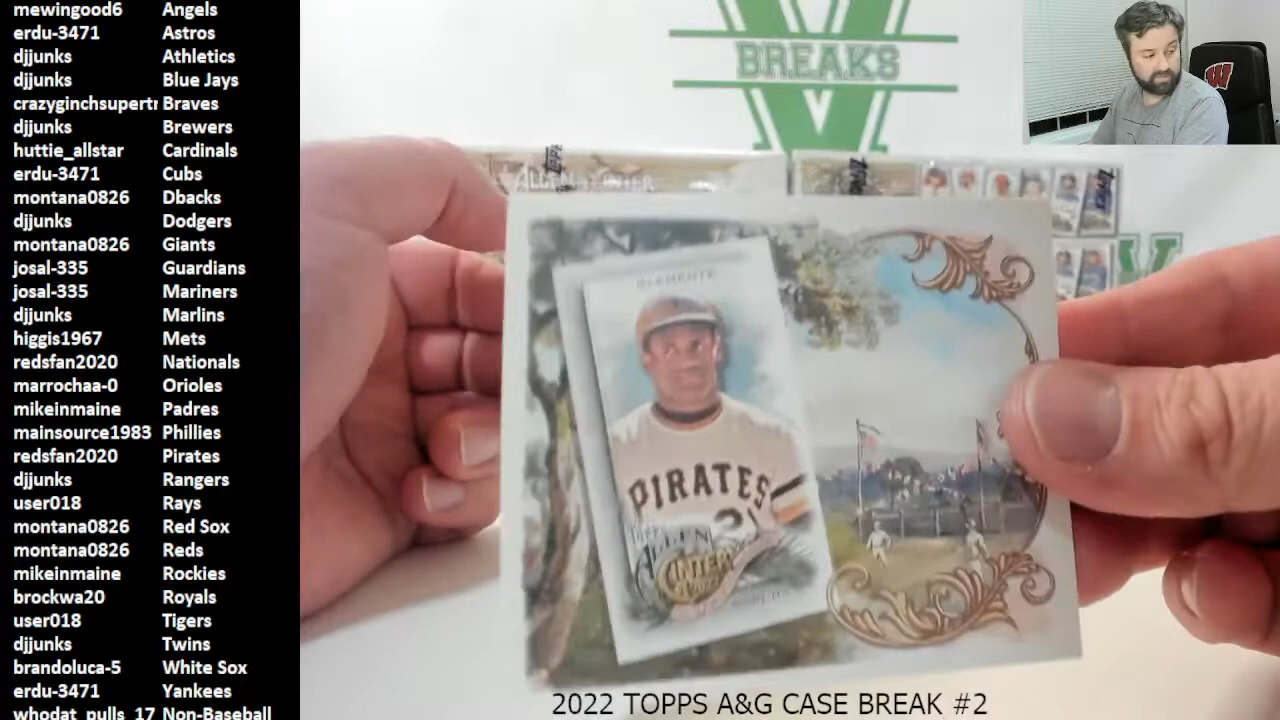 mewingood6 Angels
erdu-3471 Astros
djjunks Athletics
djjunks Blue Jays
crazyginchsupertr Braves
djjunks Brewers
huttie_allstar Cardinals
erdu-3471 Cubs
montana0826 Dbacks
djjunks Dodgers
montana0826 Giants
josal-335 Guardians
josal-335 Mariners
djjunks Marlins
higgis1967 Mets
redsfan2020 Nationals
marrochaa-0 Orioles
mikeinmaine Padres
mainsource1983 Phillies
redsfan2020 Pirates
djjunks Rangers
user018 Rays
montana0826 Red Sox
montana0826 Reds
mikeinmaine Rockies
brockwa20 Royals
user018 Tigers
djjunks Twins
brandoluca-5 White Sox
erdu-3471 Yankees
whodat_pulls_17 Non-Baseball
V
BREAKS
W
ALLEN
CLEMENTE
PIRATES
21
ALLEN
GINTER
V
2022 TOPPS A&G CASE BREAK #2